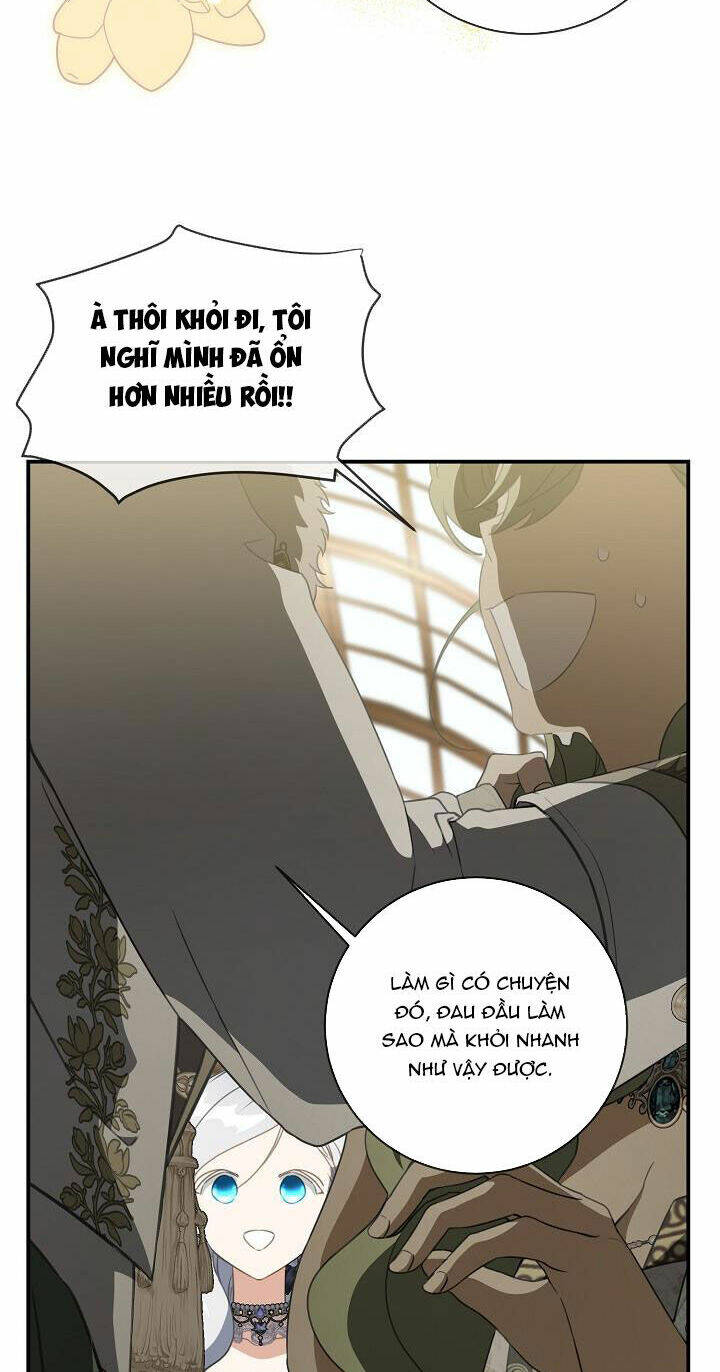 À THÔI KHỎI ĐI, TÔI
NGHĨ MÌNH ĐÃ ỔN
HƠN NHIỀU RỒI!!
LÀM GÌ CÓ CHUYỆN
ĐÓ, ĐAU ĐẦU LÀM
SAO MÀ KHỎI NHANH
NHƯ VẬY ĐƯỢC.